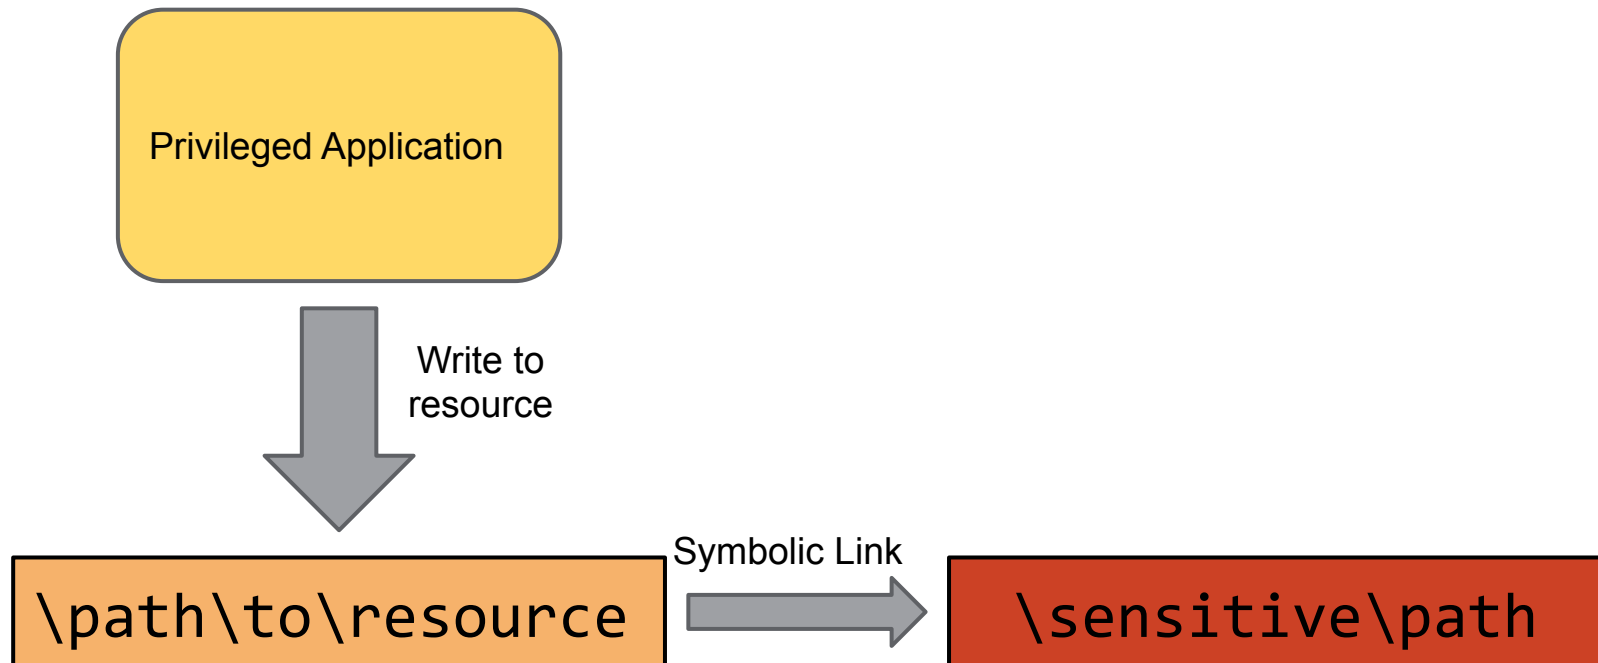 Privileged Application
Write to
resource
Symbolic Link
\path\to\resource
\sensitive\path